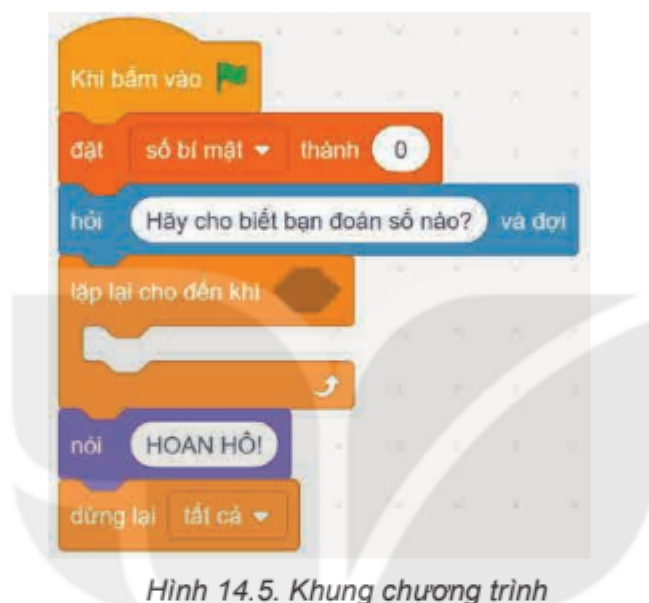 Khi bấm vào
đặt số bí mật thành 0
hỏi Hãy cho biết bạn đoán số nào? và đợi
lặp lại cho đến khi
nói HOAN HÔ!
dừng lại tất cả
Hình 14.5. Khung chương trình